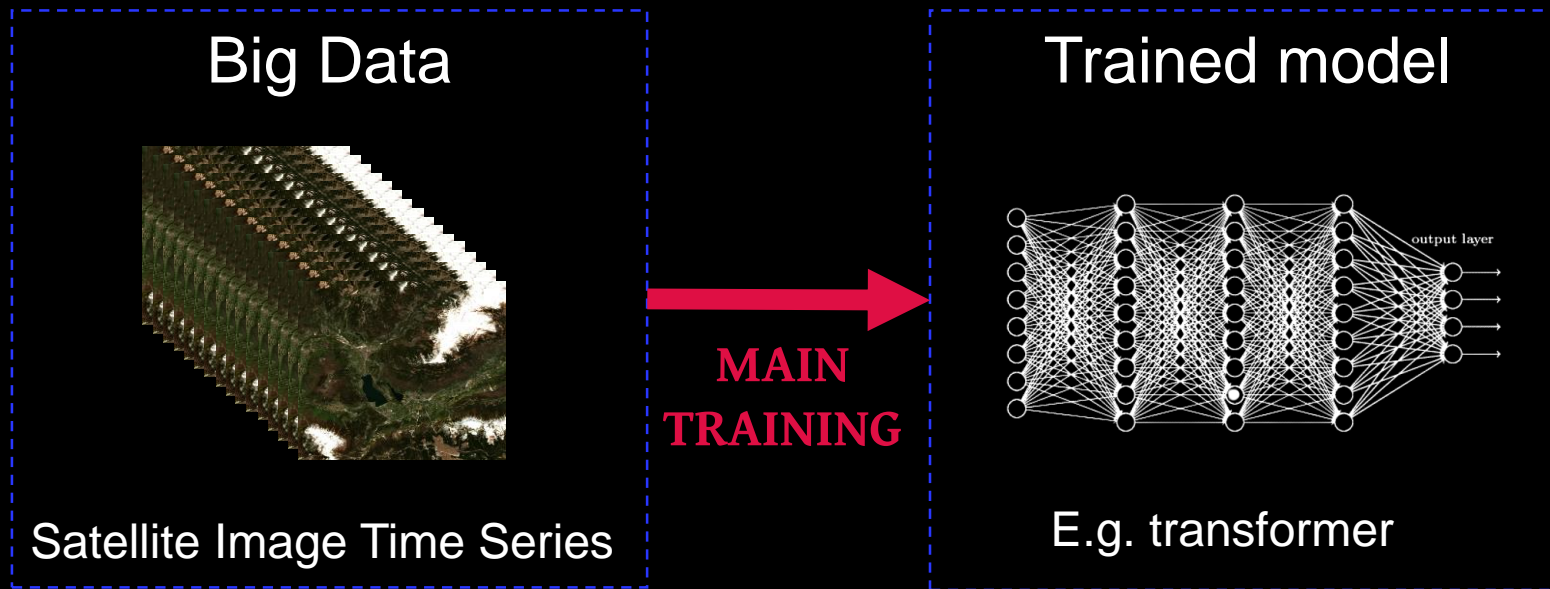 Big Data
Satellite Image Time Series
MAIN
TRAINING
Trained model
output layer
E.g. transformer